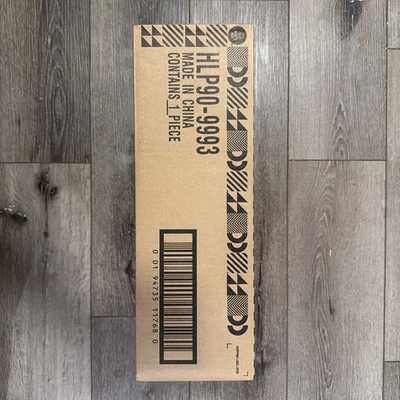 HLP90-9993
MADE IN CHINA
CONTAINS 1 PIECE
0 01 94735 11768 0